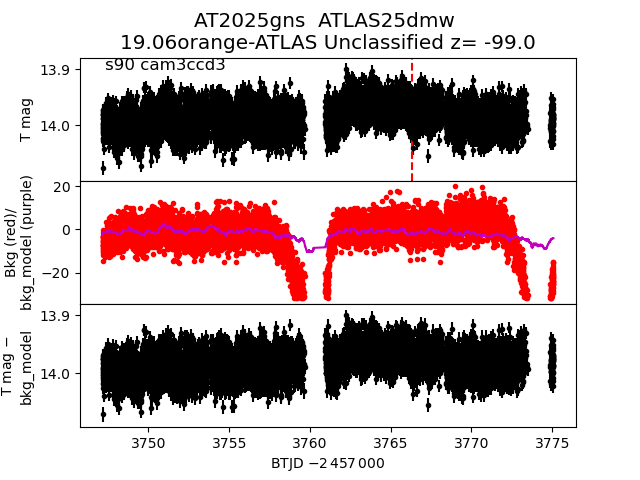 AT2025gns  ATLAS25dmw
19.06orange-ATLAS Unclassified z= -99.0
s90 cam3ccd3
13.9
14.0
T mag
20
0
−20
Bkg (red)/
bkg_model (purple)
13.9
14.0
T mag −
bkg_model
3750
3755
3760
3765
3770
3775
BTJD −2 457 000